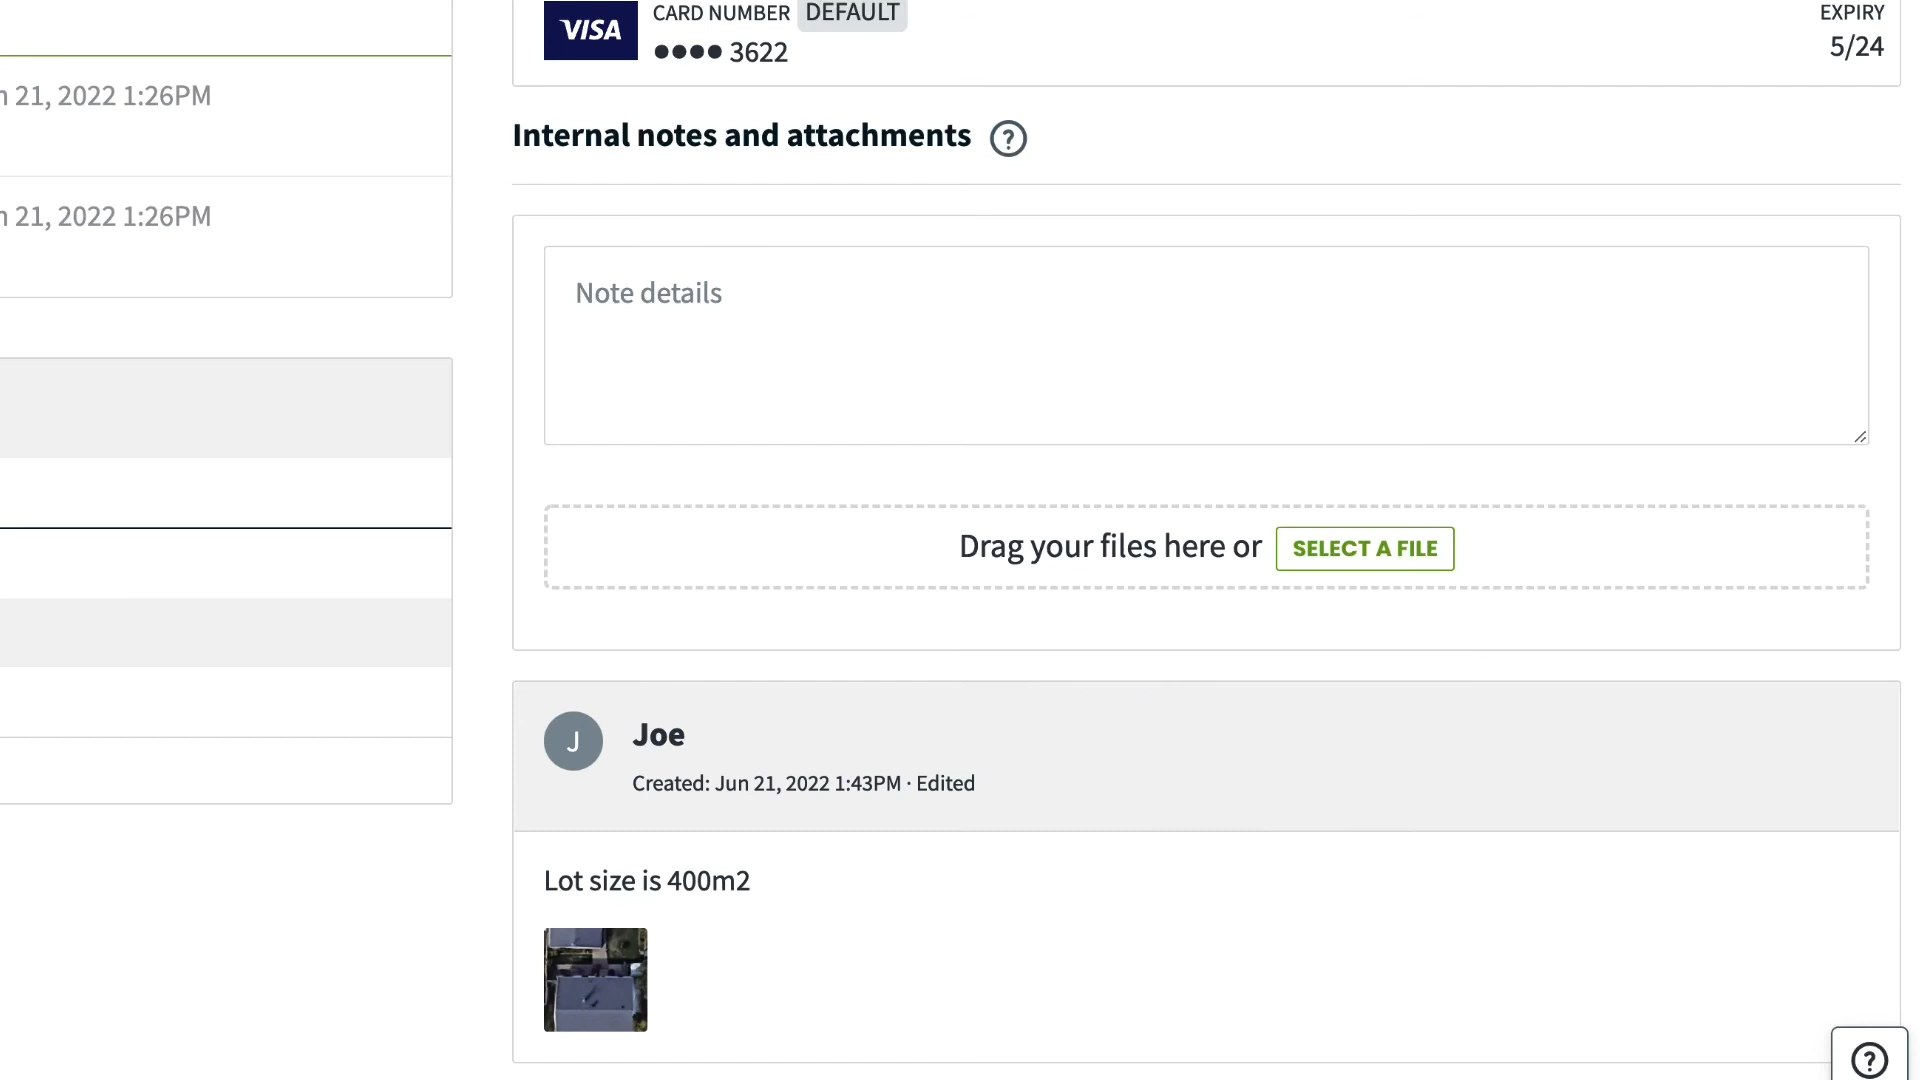 VISA
CARD NUMBER DEFAULT
●●●● 3622
EXPIRY
5/24
21, 2022 1:26PM
21, 2022 1:26PM
Internal notes and attachments ?
Note details
Drag your files here or SELECT A FILE
J
Joe
Created: Jun 21, 2022 1:43PM · Edited
Lot size is 400m2
?